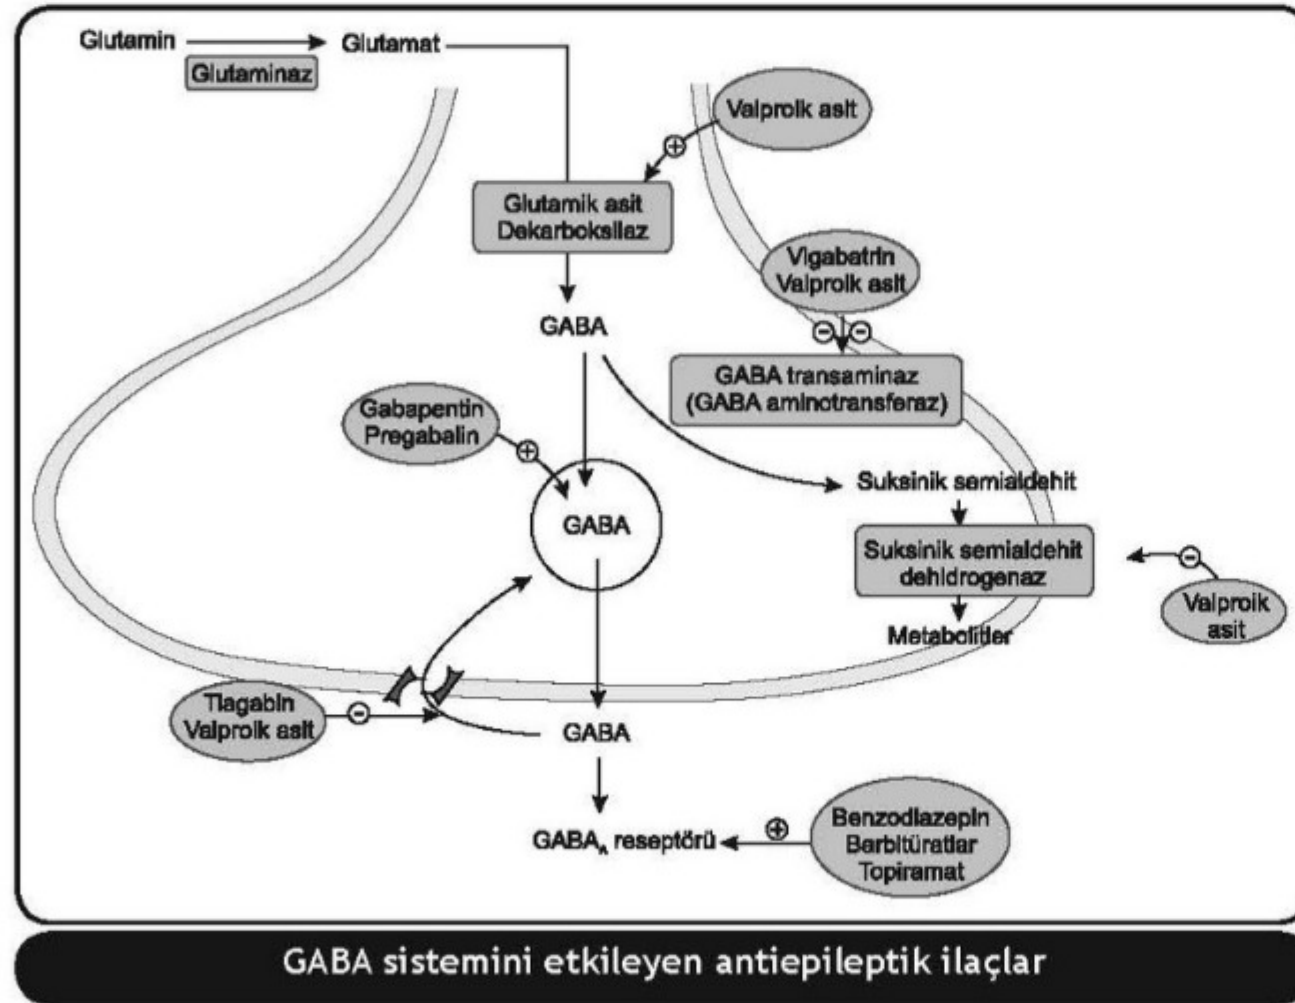 Glutamin
Glutamat
Glutaminaz
Valproik asit
Glutamik asit
Dekarboksilaz
Vigabatrin
Valproik asit
GABA
GABA transaminaz
(GABA aminotransferaz)
Gabapentin
Pregabalin
Suksinik semialdehit
GABA
Suksinik semialdehit
dehidrogenaz
Valproik
asit
Metabolitler
Tiagabin
Valproik asit
GABA
Benzodiazepin
Barbitüratlar
Topiramat
GABAA reseptörü
GABA sistemini etkileyen antiepileptik ilaçlar